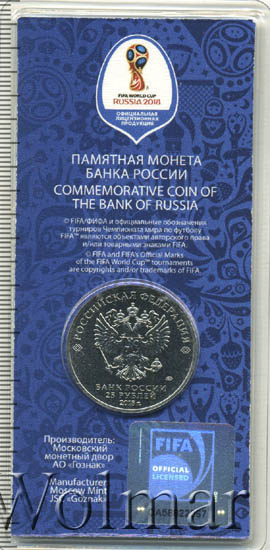 FIFA WORLD CUP
RUSSIA 2018
ОФИЦИАЛЬНАЯ
ЛИЦЕНЗИОННАЯ
ПРОДУКЦИЯ
ПАМЯТНАЯ МОНЕТА
БАНКА РОССИИ
COMMEMORATIVE COIN OF
THE BANK OF RUSSIA
© FIFA/ФИФА и официальные обозначения
турниров Чемпионата мира по футболу
FIFA™ являются объектами авторского права
и/или товарными знаками FIFA.
© FIFA and FIFA's Official Marks
of the FIFA World Cup™ tournaments
are copyrights and/or trademarks of FIFA.
РОССИЙСКАЯ ФЕДЕРАЦИЯ
БАНК РОССИИ
25 РУБЛЕЙ
2018 г.
Производитель:
Московский
монетный двор
АО «Гознак»
Manufacturer:
Moscow Mint
JSC «Goznak»
FIFA
OFFICIAL
LICENSED
Wolmar